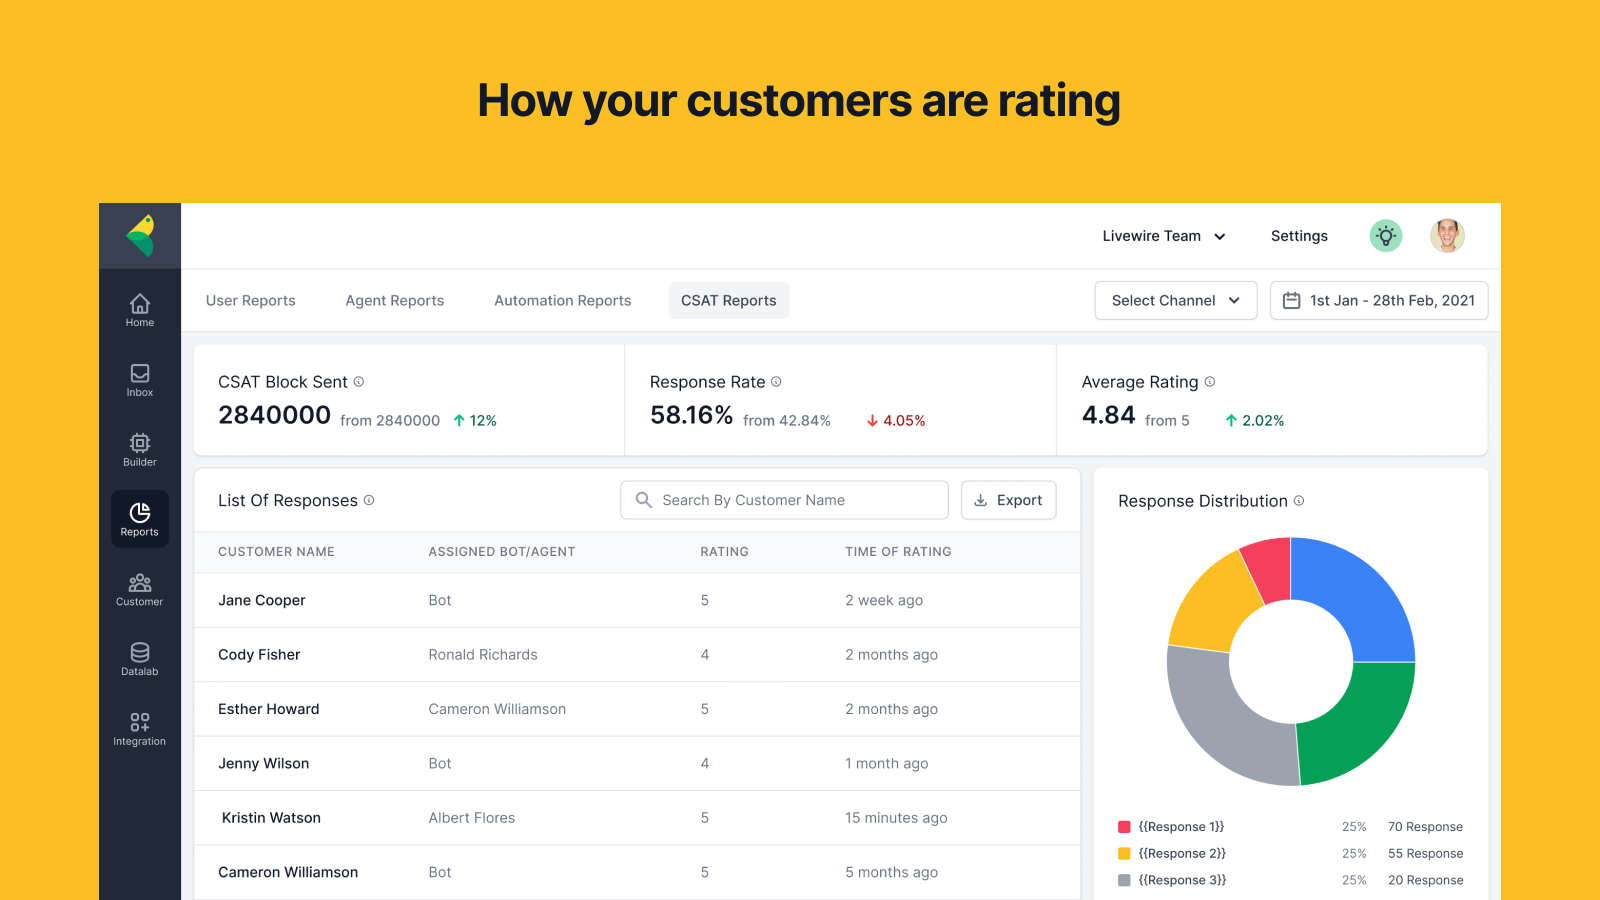 How your customers are rating
Livewire Team
Settings
User Reports
Agent Reports
Automation Reports
CSAT Reports
Select Channel
1st Jan - 28th Feb, 2021
Home
Inbox
Builder
Reports
Customer
Datalab
Integration
CSAT Block Sent
2840000 from 2840000 12%
Response Rate
58.16% from 42.84% 4.05%
Average Rating
4.84 from 5 2.02%
List Of Responses
Search By Customer Name
Export
CUSTOMER NAME ASSIGNED BOT/AGENT RATING TIME OF RATING
Jane Cooper Bot 5 2 week ago
Cody Fisher Ronald Richards 4 2 months ago
Esther Howard Cameron Williamson 5 2 months ago
Jenny Wilson Bot 4 1 month ago
Kristin Watson Albert Flores 5 15 minutes ago
Cameron Williamson Bot 5 5 months ago
Response Distribution
{{Response 1}} 25% 70 Response
{{Response 2}} 25% 55 Response
{{Response 3}} 25% 20 Response